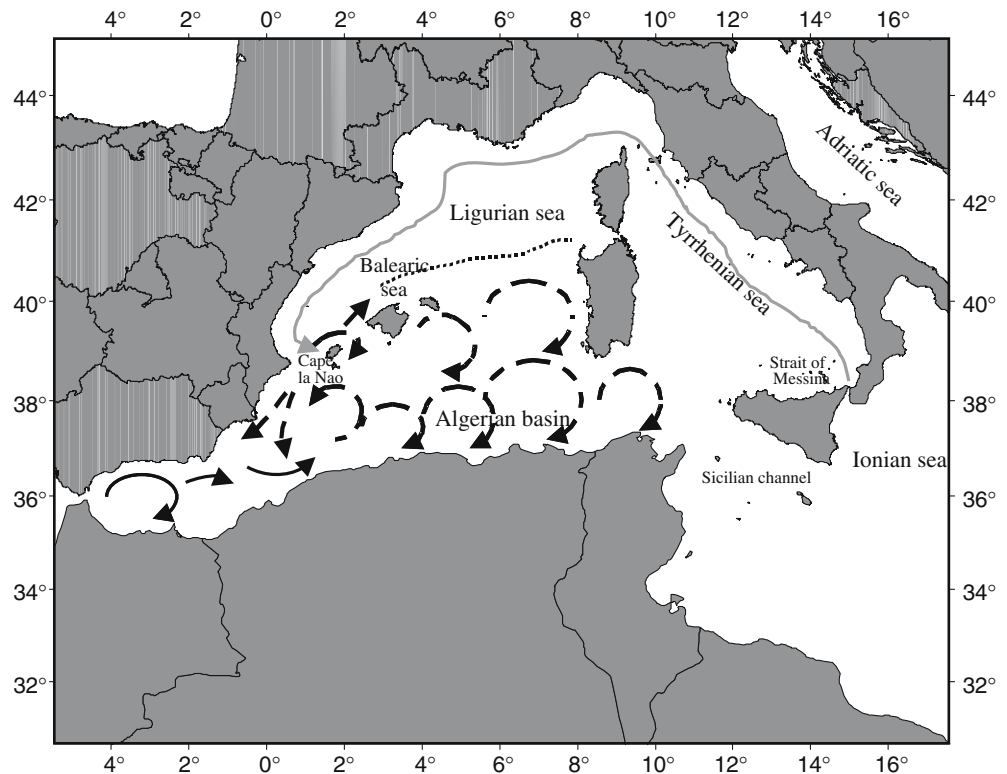 4° 2° 0° 2° 4° 6° 8° 10° 12° 14° 16°
44° 44°
Adriatic sea
42° 42°
Ligurian sea
Tyrrhenian sea
Balearic
sea
40° 40°
Cape
la Nao
Strait of
Messina
38° 38°
Algerian basin
Ionian sea
Sicilian channel
36° 36°
34° 34°
32° 32°
4° 2° 0° 2° 4° 6° 8° 10° 12° 14° 16°